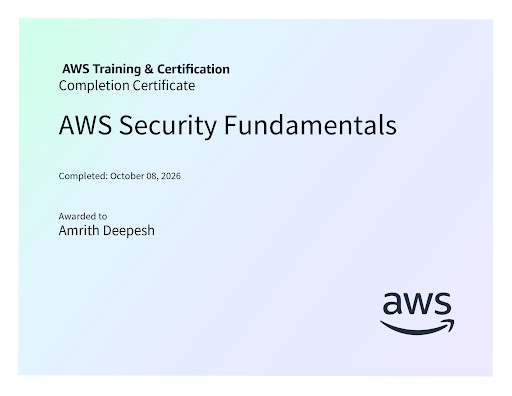 AWS Training & Certification
Completion Certificate
AWS Security Fundamentals
Completed: October 08, 2026
Awarded to
Amrith Deepesh
aws